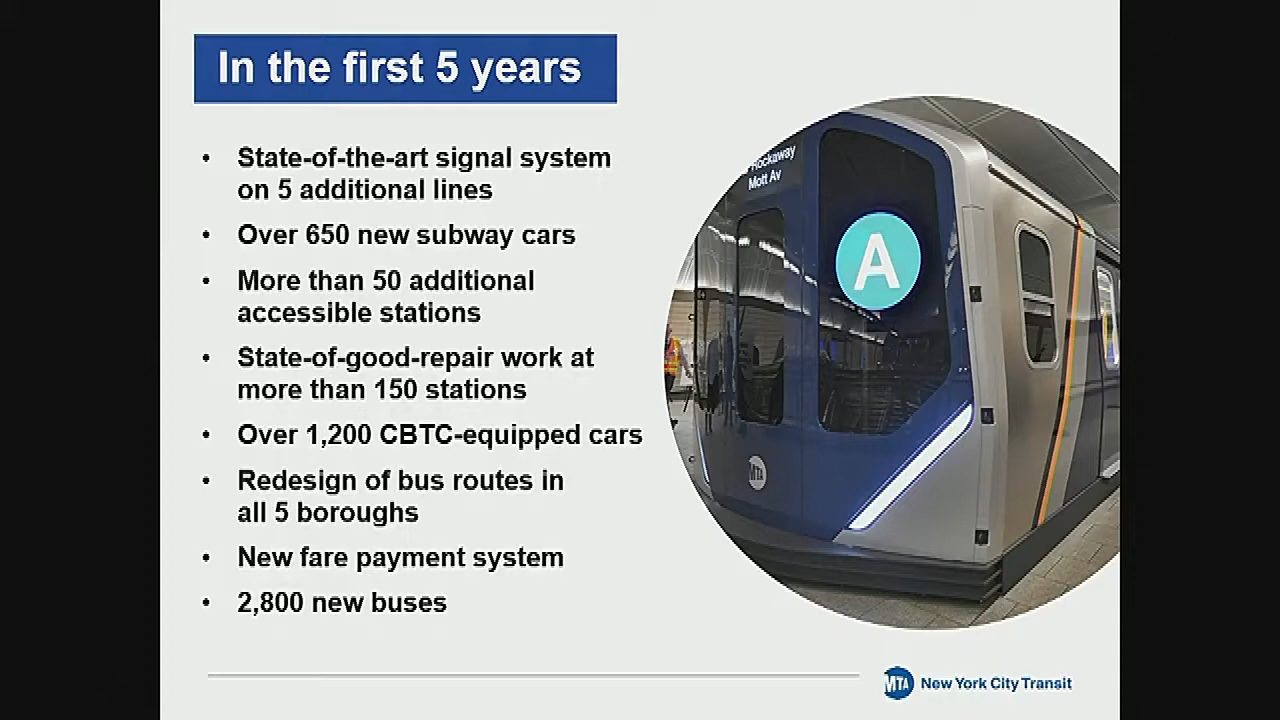 In the first 5 years
• State-of-the-art signal system
on 5 additional lines
• Over 650 new subway cars
• More than 50 additional
accessible stations
• State-of-good-repair work at
more than 150 stations
• Over 1,200 CBTC-equipped cars
• Redesign of bus routes in
all 5 boroughs
• New fare payment system
• 2,800 new buses
Rockaway
Mott Av
A
MTA
MTA New York City Transit